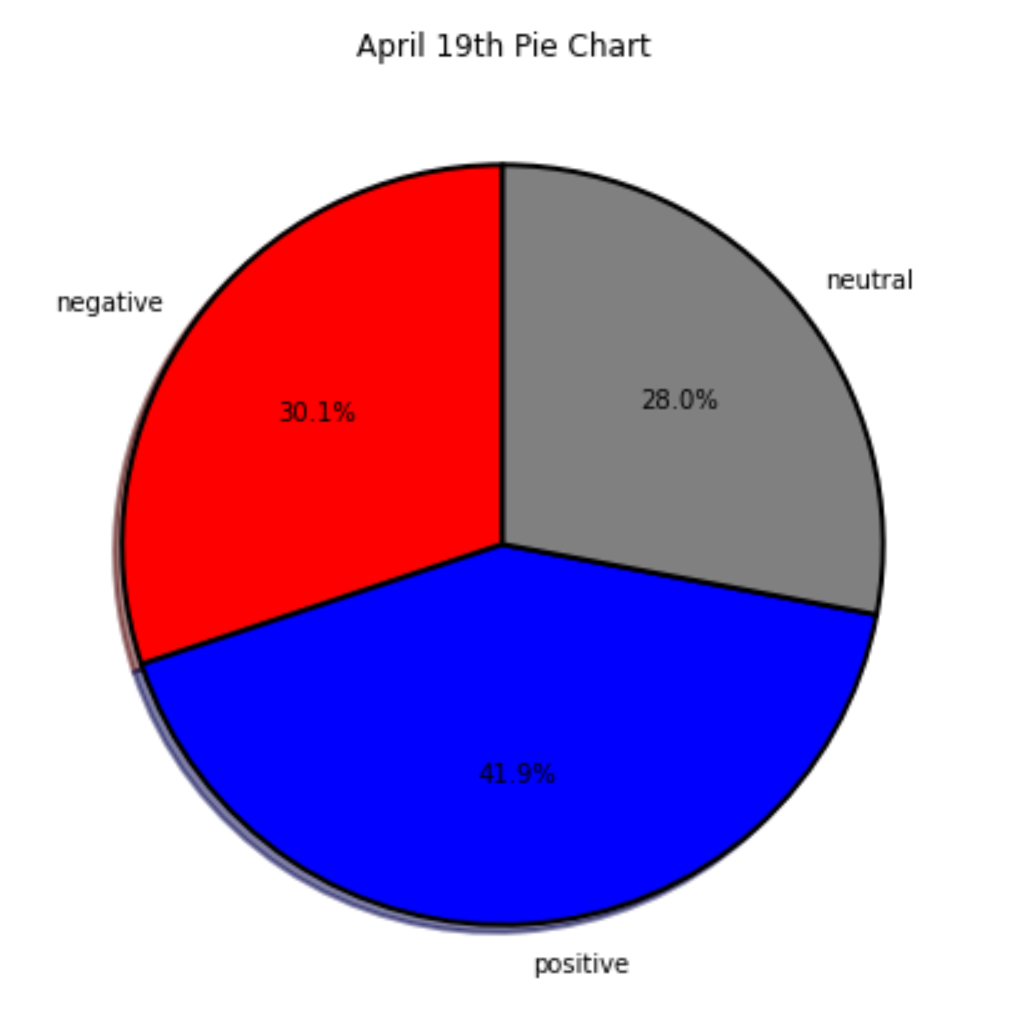 April 19th Pie Chart
neutral
negative
28.0%
30.1%
41.9%
positive